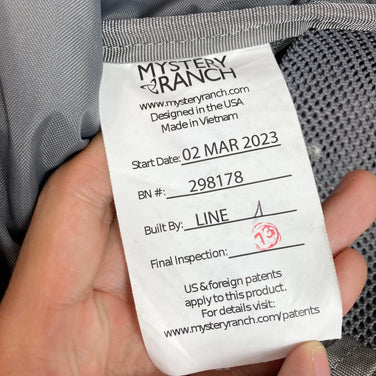 MYSTERY
RANCH
www.mysteryranch.com
Designed in the USA
Made in Vietnam
Start Date: 02 MAR 2023
BN #: 298178
Built By: LINE 1
Final Inspection: 13
US & foreign patents
apply to this product.
For details visit:
www.mysteryranch.com/patents